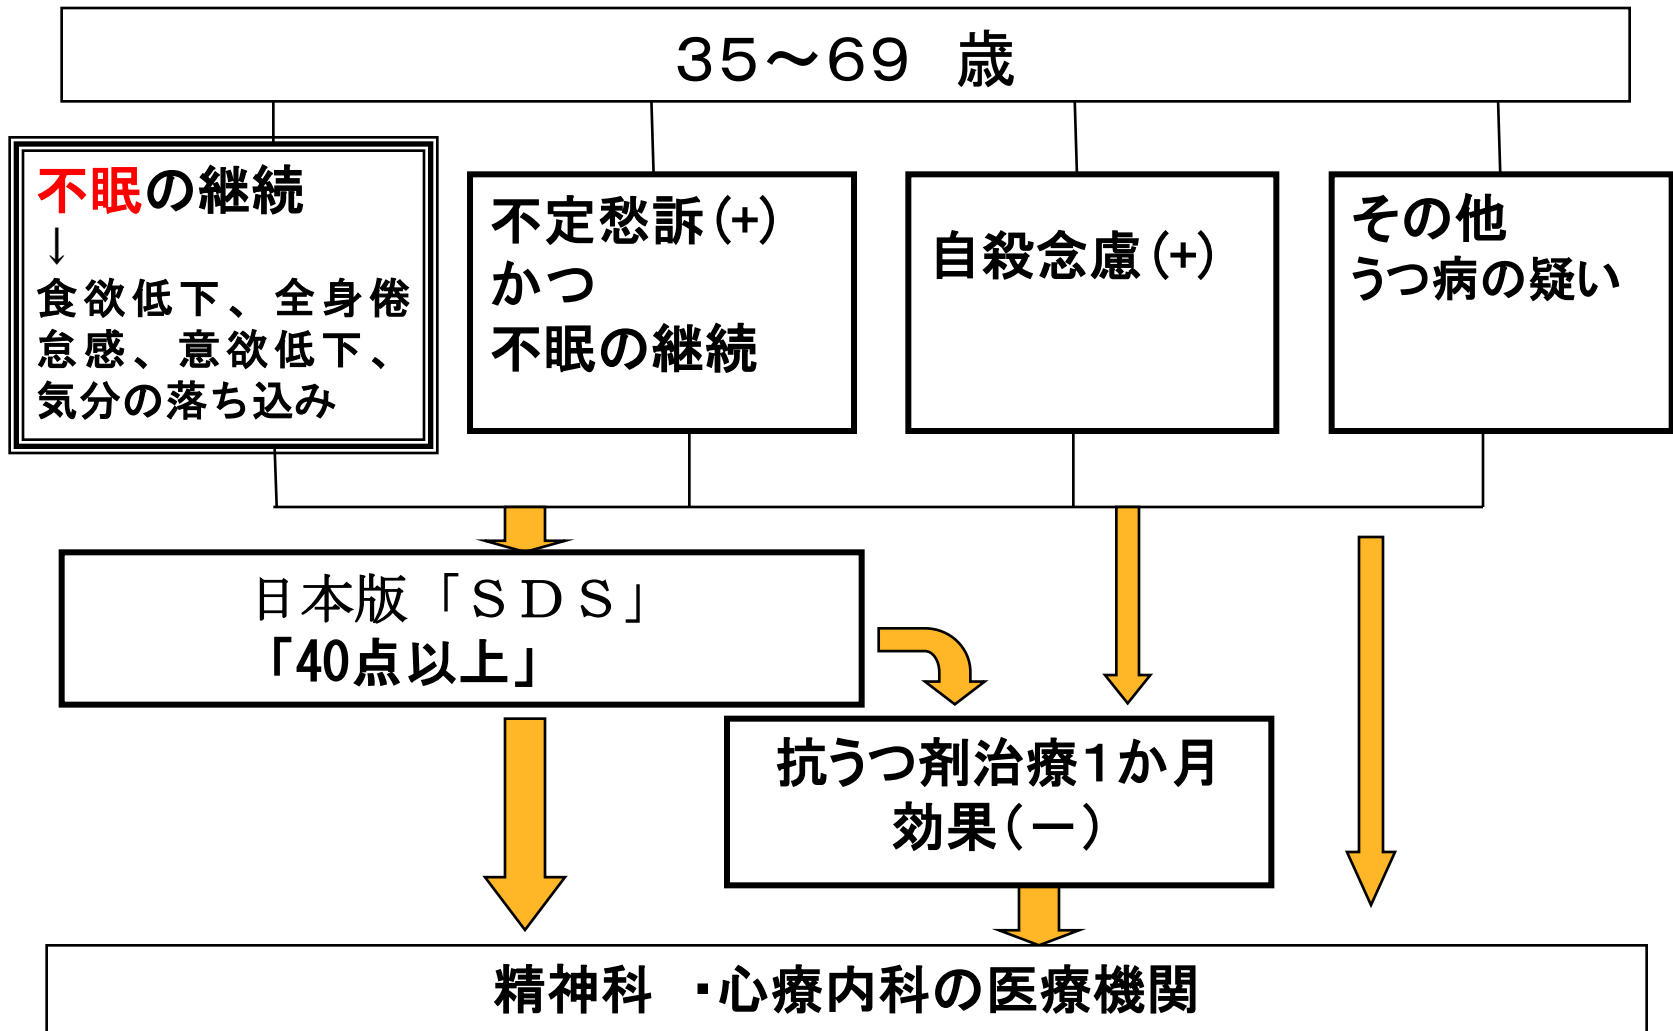 ３５～６９　歳
不眠の継続
↓
食欲低下、全身倦
怠感、意欲低下、
気分の落ち込み
不定愁訴(+)
かつ
不眠の継続
自殺念慮(+)
その他
うつ病の疑い
日本版「ＳＤＳ」
「40点以上」
抗うつ剤治療１か月
効果(－)
精神科　・心療内科の医療機関